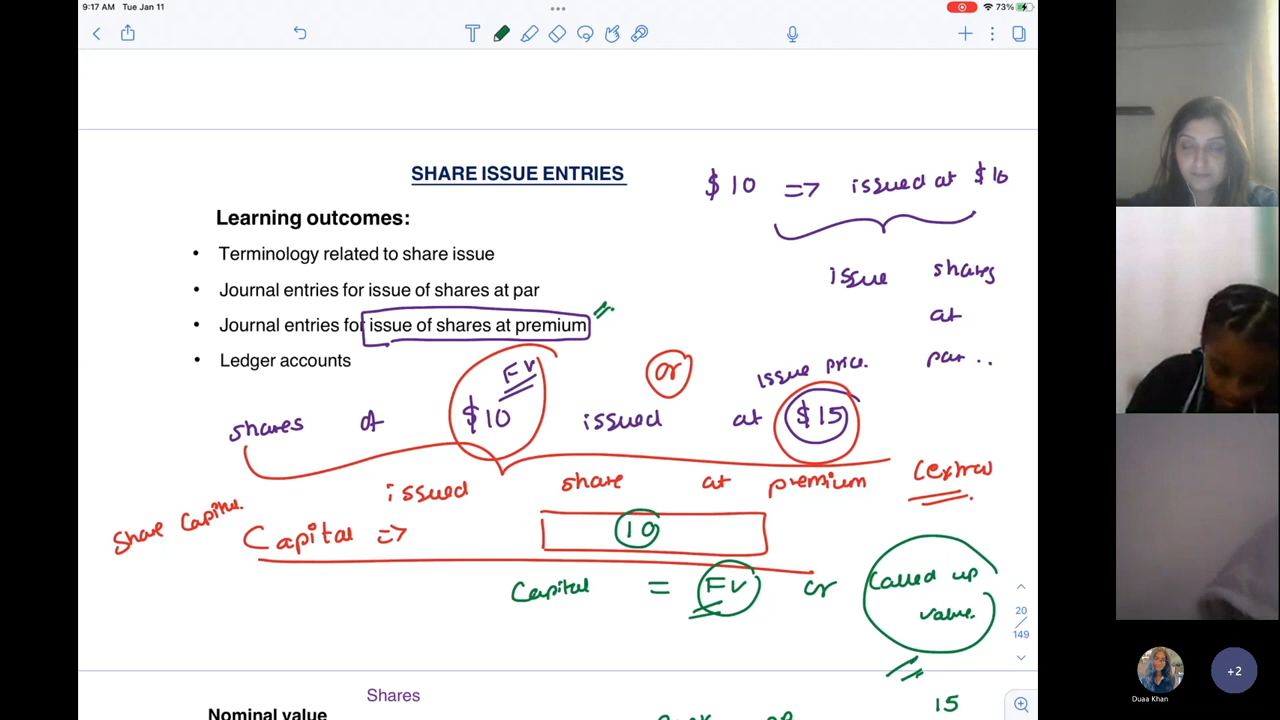 9:17 AM Tue Jan 11
73%
SHARE ISSUE ENTRIES
$10 => issued at $10
Learning outcomes:
• Terminology related to share issue
issue shares
• Journal entries for issue of shares at par
at
• Journal entries for issue of shares at premium
par ..
• Ledger accounts
FV
or
issue price.
shares of $10 issued at $15
issued share at premium (extra)
Share Capital.
Capital => 10
Capital = FV or Called up
value.
20
149
15
Shares
Nominal value
Duaa Khan
+2